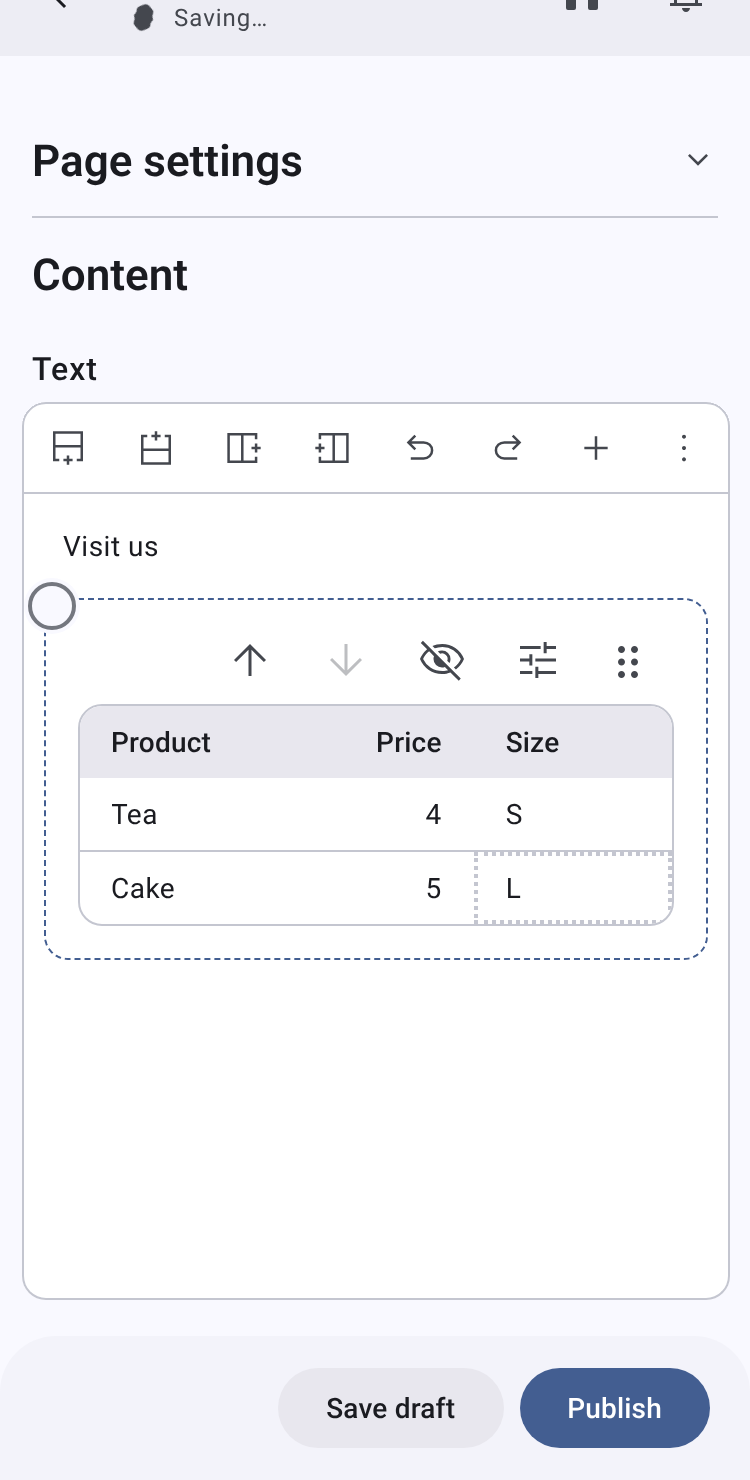 Saving…
Page settings
Content
Text
Visit us
Product Price Size
Tea 4 S
Cake 5 L
Save draft Publish